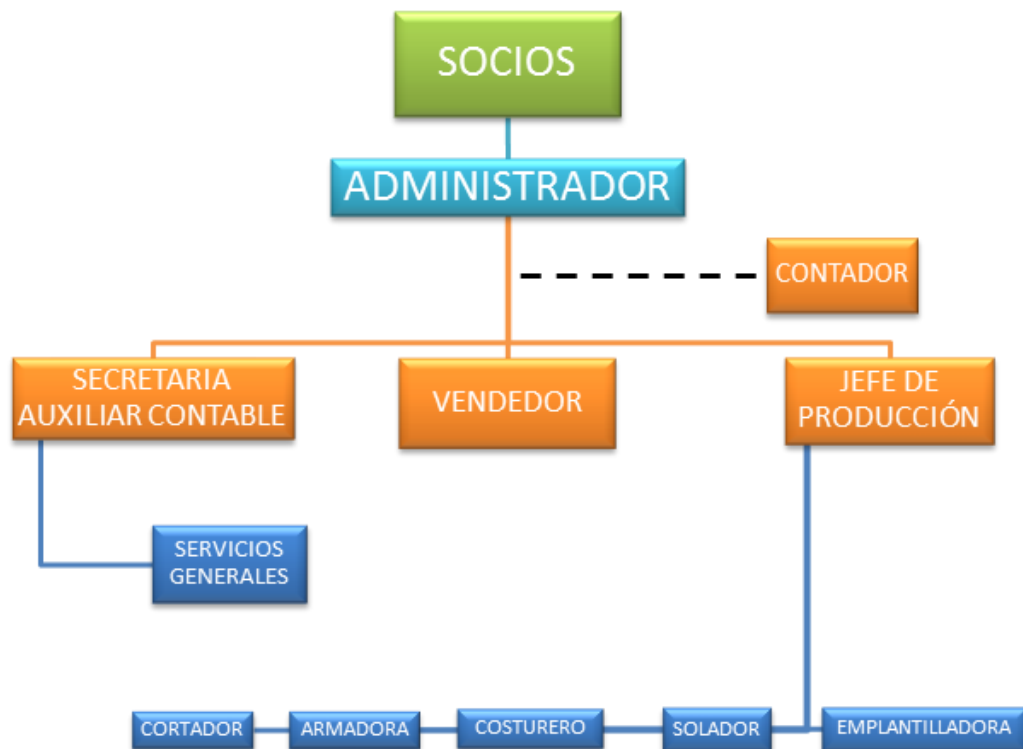 SOCIOS
ADMINISTRADOR
CONTADOR
SECRETARIA
AUXILIAR CONTABLE
VENDEDOR
JEFE DE
PRODUCCIÓN
SERVICIOS
GENERALES
CORTADOR
ARMADORA
COSTURERO
SOLADOR
EMPLANTILLADORA